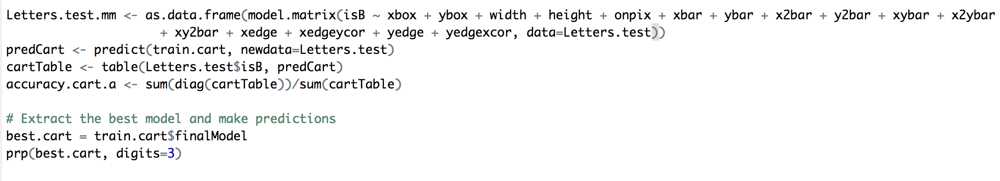 Letters.test.mm <- as.data.frame(model.matrix(isB ~ xbox + ybox + width + height + onpix + xbar + ybar + x2bar + y2bar + xybar + x2ybar
+ xy2bar + xedge + xedgeycor + yedge + yedgexcor, data=Letters.test))
predCart <- predict(train.cart, newdata=Letters.test)
cartTable <- table(Letters.test$isB, predCart)
accuracy.cart.a <- sum(diag(cartTable))/sum(cartTable)
# Extract the best model and make predictions
best.cart = train.cart$finalModel
prp(best.cart, digits=3)